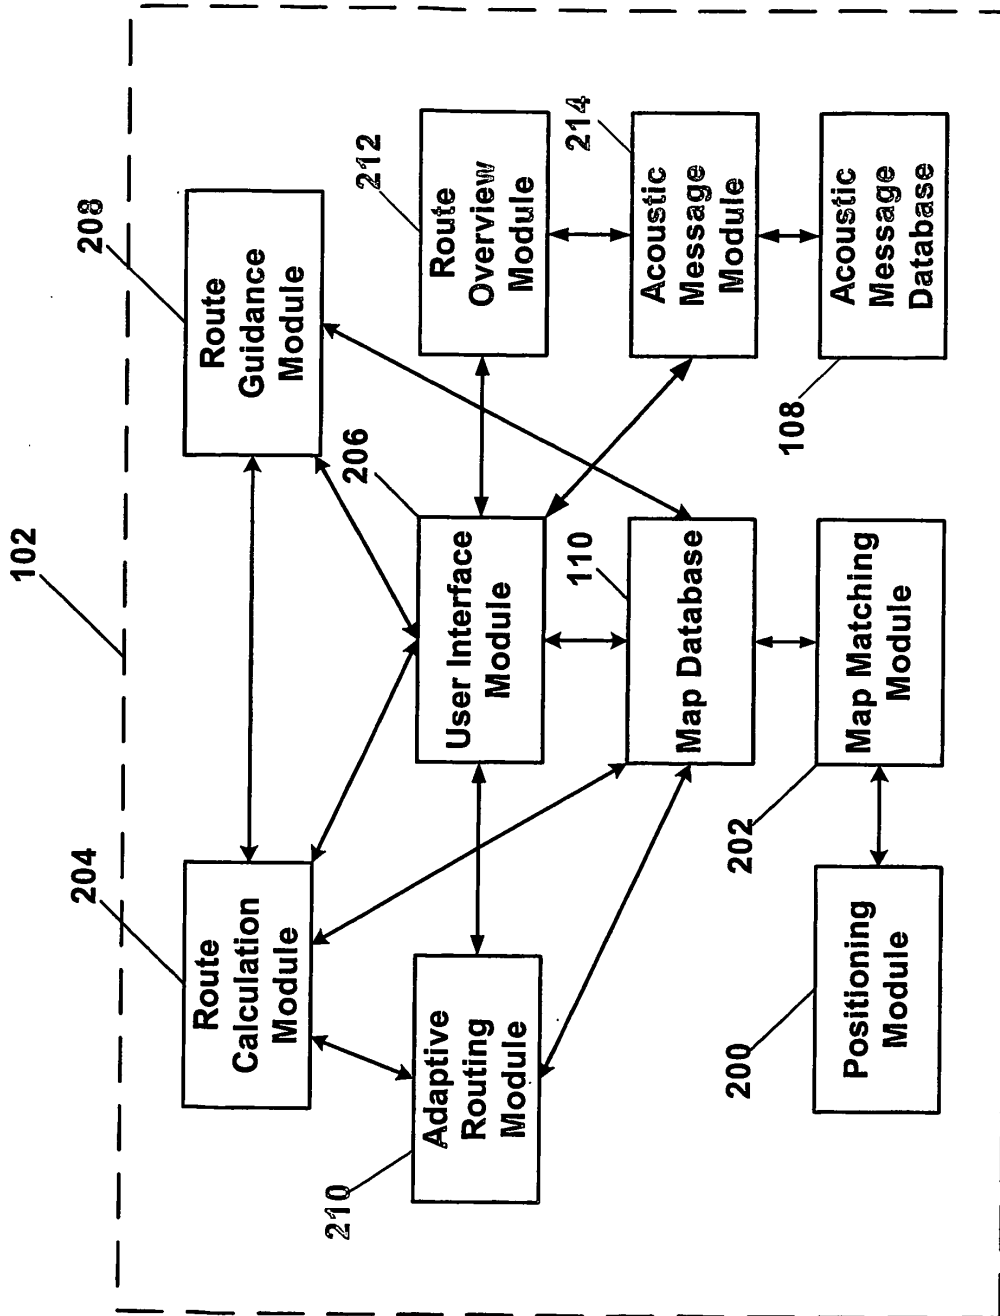 102
204
208
Route
Calculation
Module
Route
Guidance
Module
210
206
212
Adaptive
Routing
Module
User Interface
Module
Route
Overview
Module
110
214
Map Database
Acoustic
Message
Module
200
202
108
Positioning
Module
Map Matching
Module
Acoustic
Message
Database